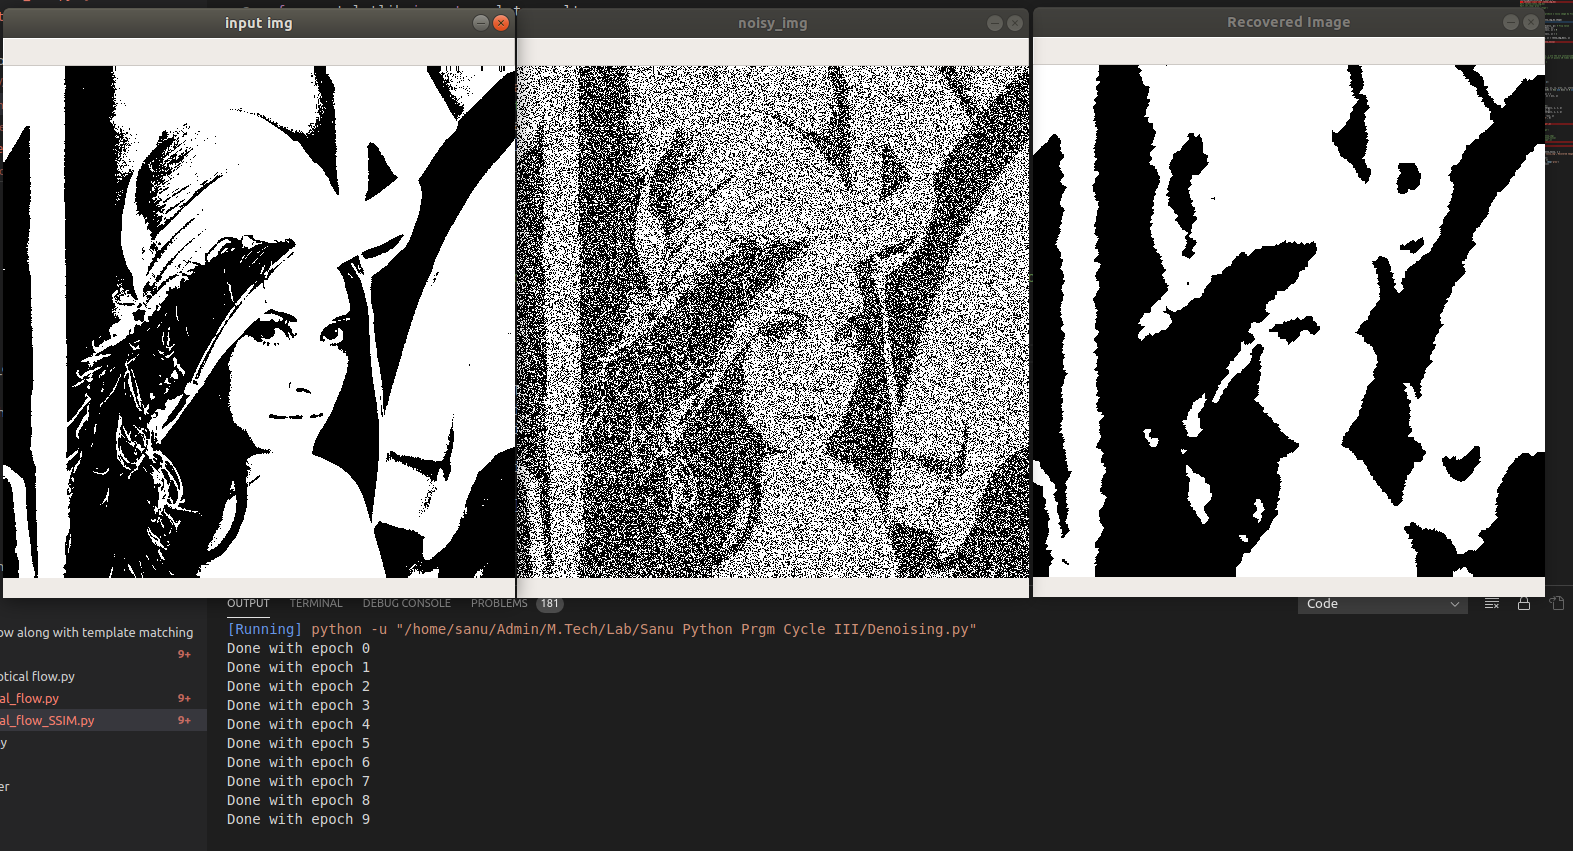 input img
noisy_img
Recovered Image
OUTPUT TERMINAL DEBUG CONSOLE PROBLEMS 181
Code
ow along with template matching
9+
ptical flow.py
al_flow.py 9+
al_flow_SSIM.py 9+
y
er
[Running] python -u "/home/sanu/Admin/M.Tech/Lab/Sanu Python Prgm Cycle III/Denoising.py"
Done with epoch 0
Done with epoch 1
Done with epoch 2
Done with epoch 3
Done with epoch 4
Done with epoch 5
Done with epoch 6
Done with epoch 7
Done with epoch 8
Done with epoch 9